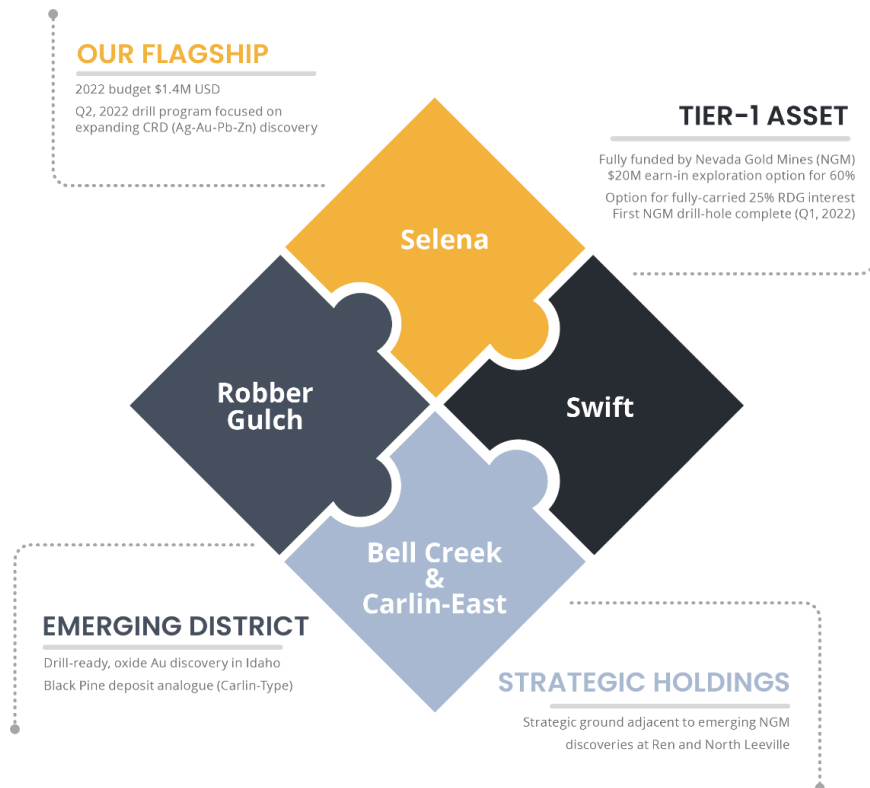 OUR FLAGSHIP
2022 budget $1.4M USD
Q2, 2022 drill program focused on
expanding CRD (Ag-Au-Pb-Zn) discovery
TIER-1 ASSET
Fully funded by Nevada Gold Mines (NGM)
$20M earn-in exploration option for 60%
Option for fully-carried 25% RDG interest
First NGM drill-hole complete (Q1, 2022)
Selena
Robber
Gulch
Swift
Bell Creek
&
Carlin-East
EMERGING DISTRICT
Drill-ready, oxide Au discovery in Idaho
Black Pine deposit analogue (Carlin-Type)
STRATEGIC HOLDINGS
Strategic ground adjacent to emerging NGM
discoveries at Ren and North Leeville